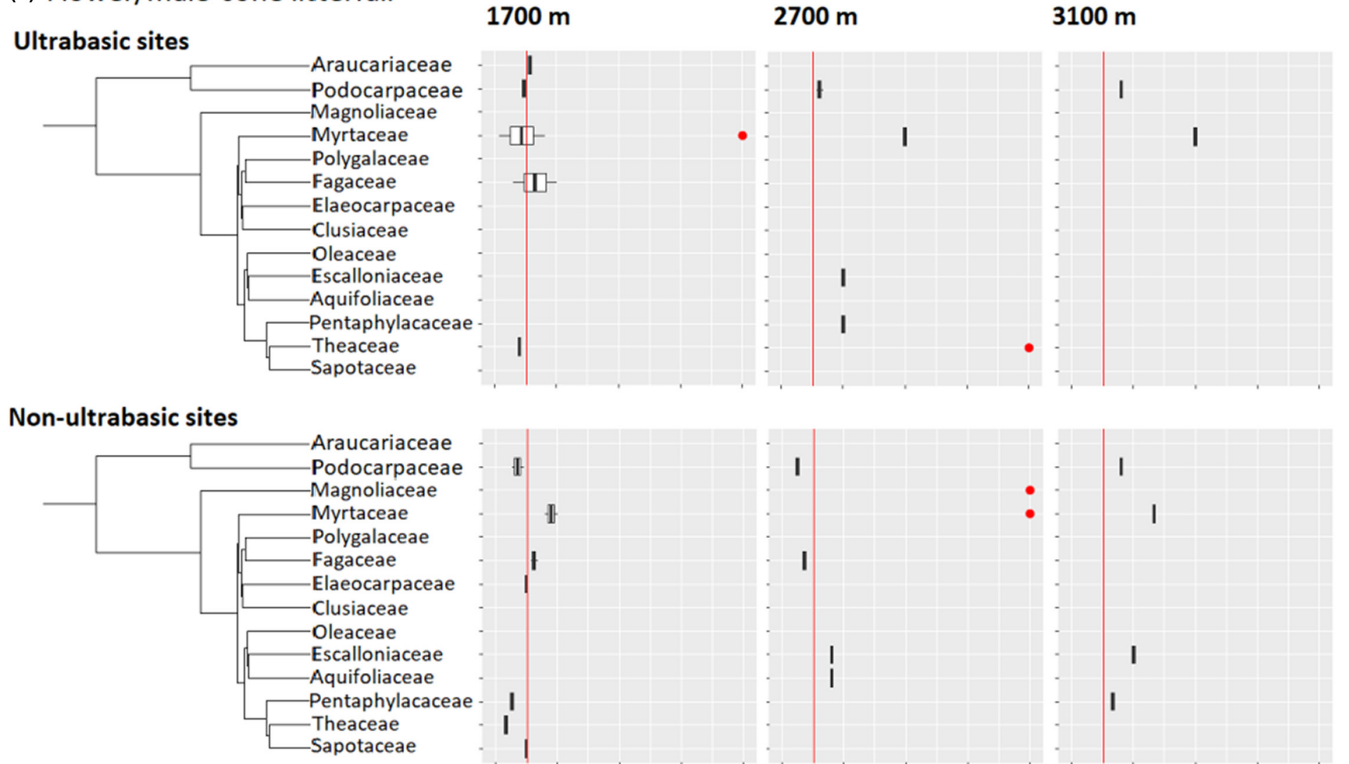 1700 m 2700 m 3100 m
Ultrabasic sites
Araucariaceae
Podocarpaceae
Magnoliaceae
Myrtaceae
Polygalaceae
Fagaceae
Elaeocarpaceae
Clusiaceae
Oleaceae
Escalloniaceae
Aquifoliaceae
Pentaphylacaceae
Theaceae
Sapotaceae
Non-ultrabasic sites
Araucariaceae
Podocarpaceae
Magnoliaceae
Myrtaceae
Polygalaceae
Fagaceae
Elaeocarpaceae
Clusiaceae
Oleaceae
Escalloniaceae
Aquifoliaceae
Pentaphylacaceae
Theaceae
Sapotaceae